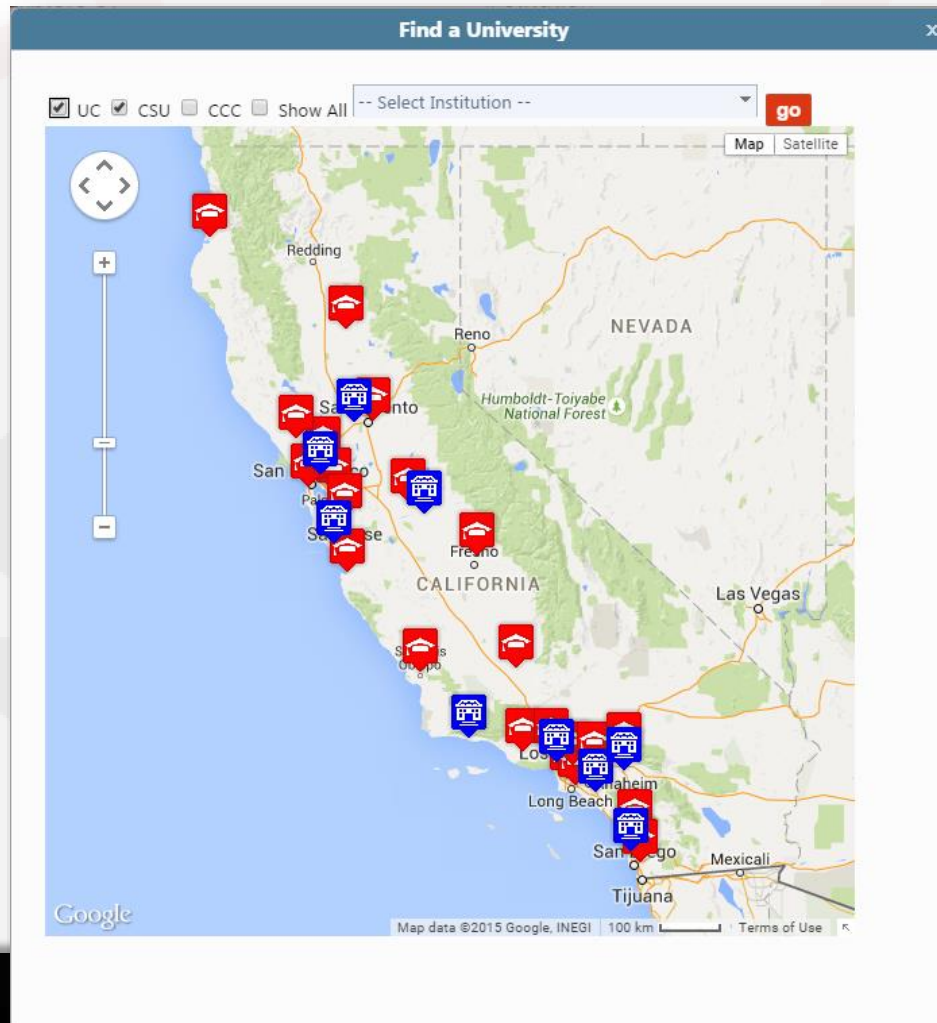 Find a University
x
UC CSU CCC Show All
-- Select Institution --
go
Map Satellite
Redding
Reno
NEVADA
Humboldt-Toiyabe
National Forest
San
Fresno
CALIFORNIA
Las Vegas
Long Beach
Mexicali
Tijuana
Google
Map data ©2015 Google, INEGI 100 km Terms of Use